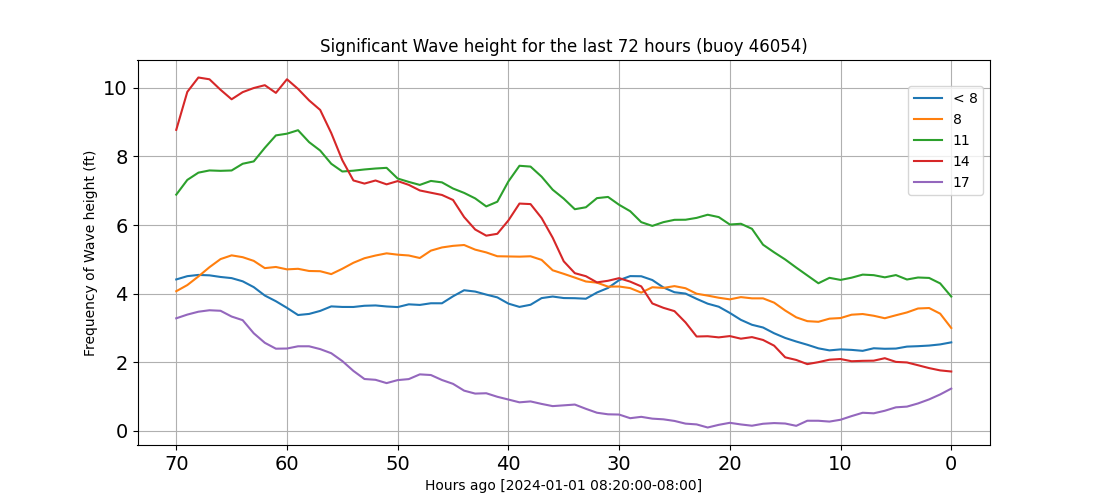 Significant Wave height for the last 72 hours (buoy 46054)
Frequency of Wave height (ft)
10
8
6
4
2
0
< 8
8
11
14
17
70 60 50 40 30 20 10 0
Hours ago [2024-01-01 08:20:00-08:00]